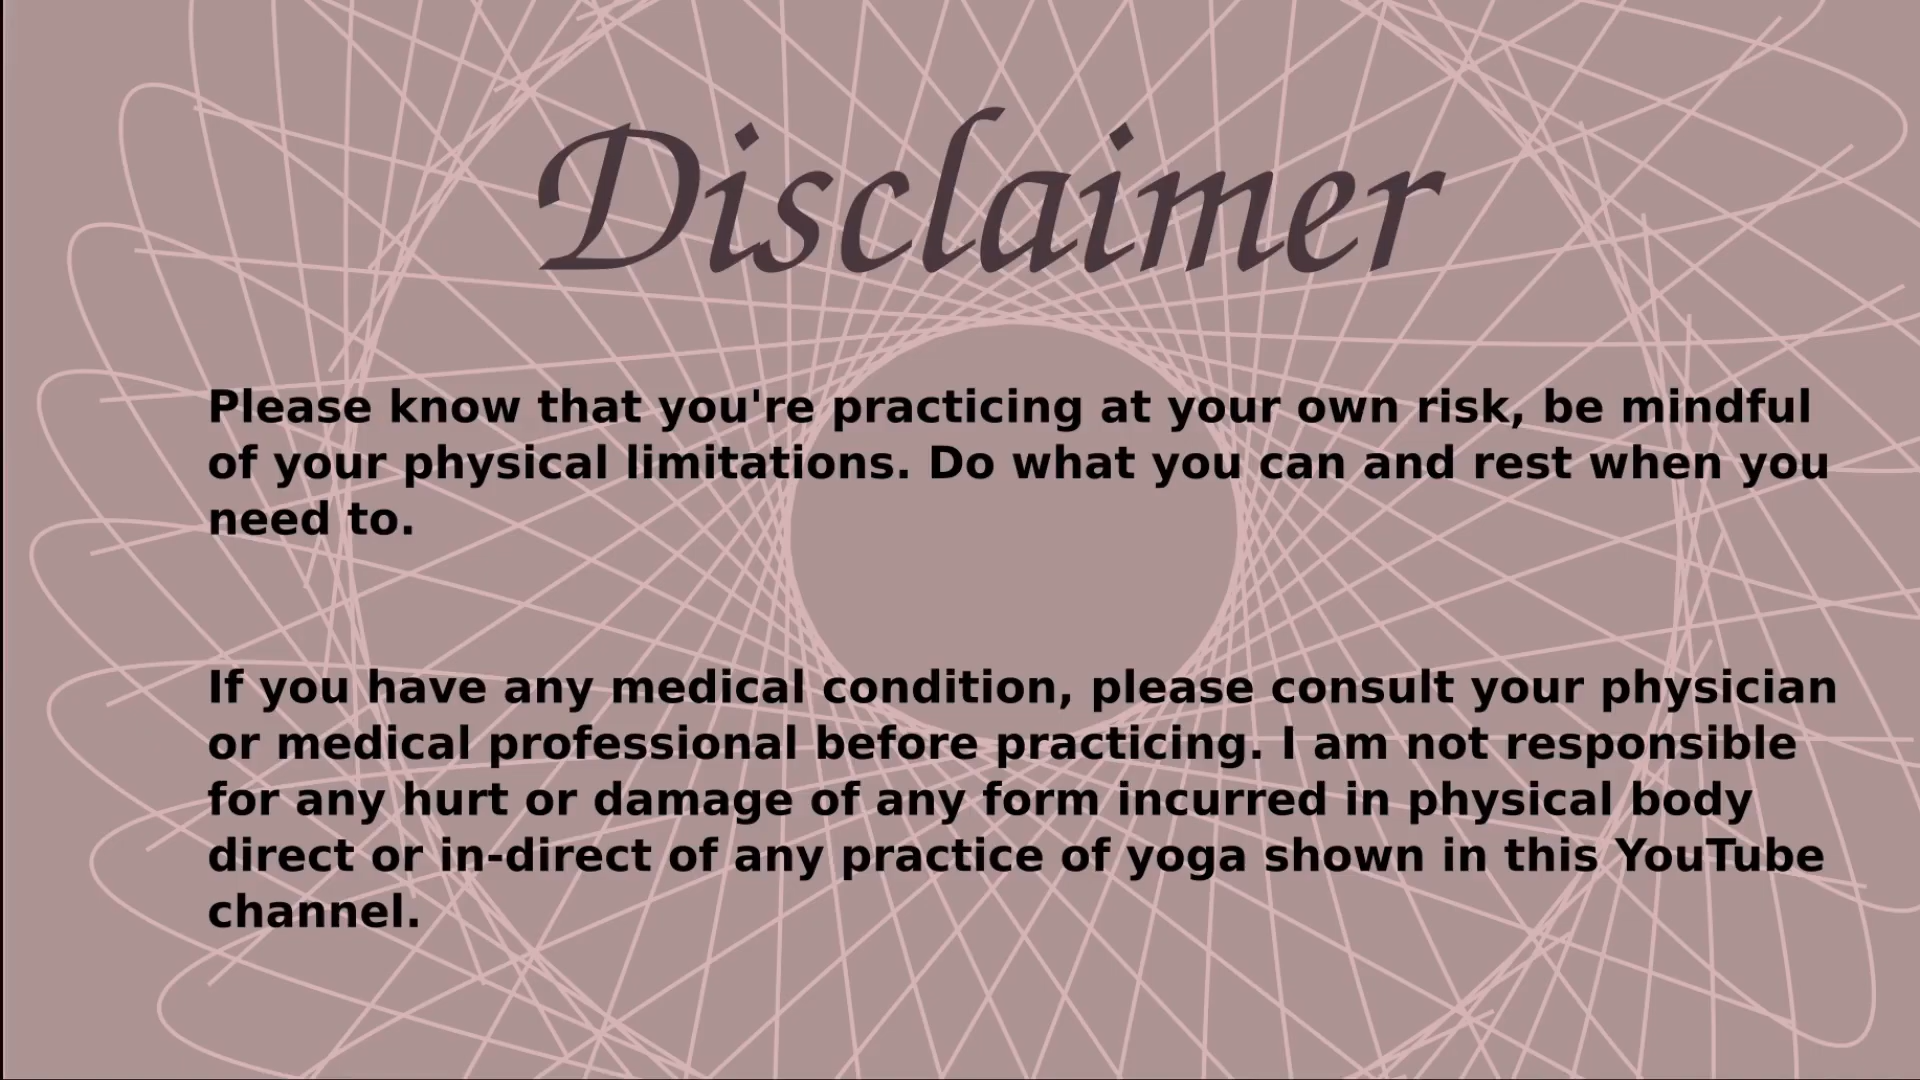 Disclaimer
Please know that you're practicing at your own risk, be mindful
of your physical limitations. Do what you can and rest when you
need to.
If you have any medical condition, please consult your physician
or medical professional before practicing. I am not responsible
for any hurt or damage of any form incurred in physical body
direct or in-direct of any practice of yoga shown in this YouTube
channel.